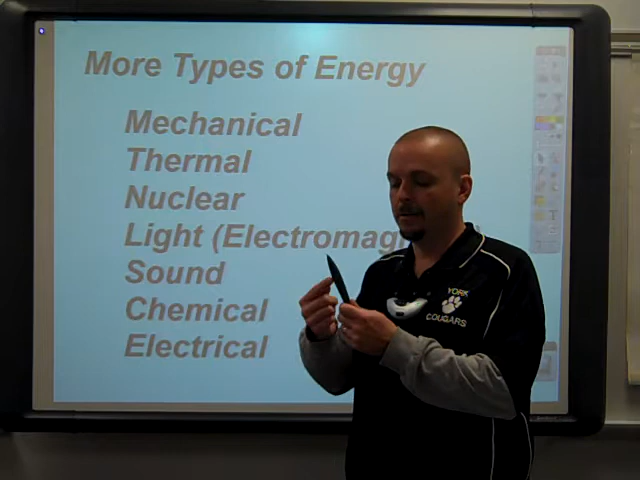 More Types of Energy
Mechanical
Thermal
Nuclear
Light (Electromag
Sound
Chemical
Electrical
YORK
COUGARS